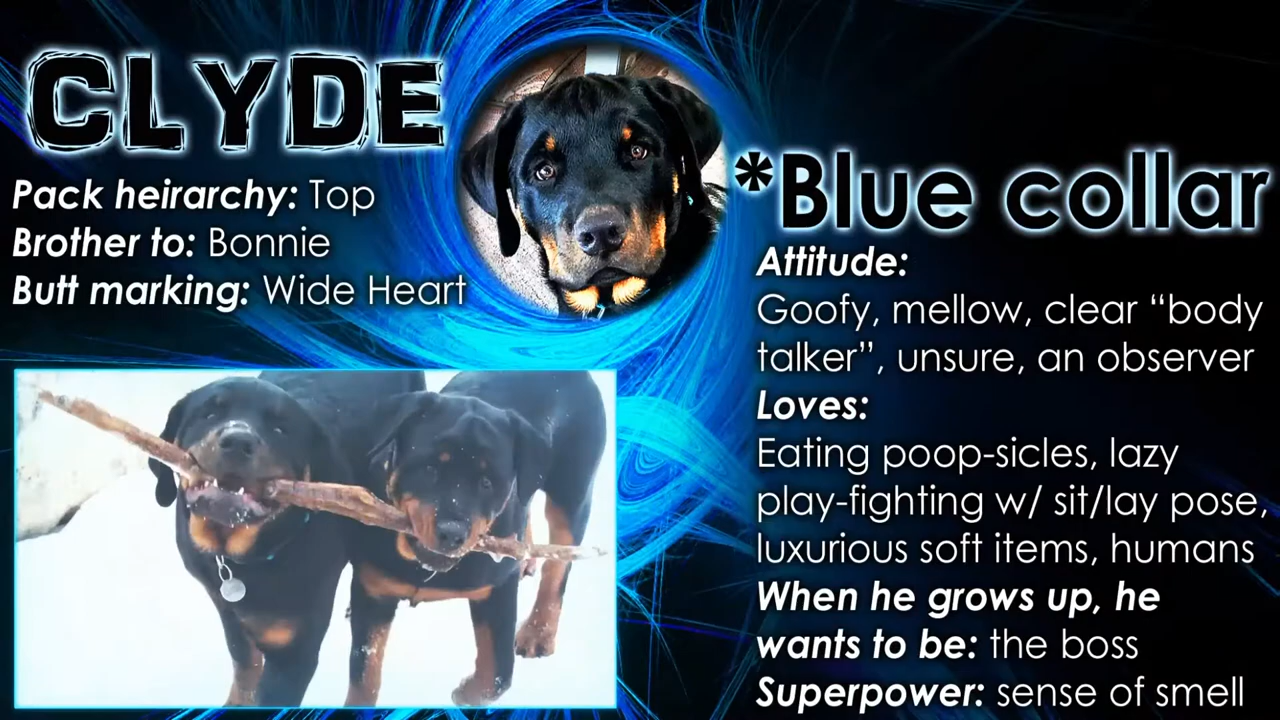 CLYDE
Pack heirarchy: Top
Brother to: Bonnie
Butt marking: Wide Heart
*Blue collar
Attitude:
Goofy, mellow, clear “body
talker”, unsure, an observer
Loves:
Eating poop-sicles, lazy
play-fighting w/ sit/lay pose,
luxurious soft items, humans
When he grows up, he
wants to be: the boss
Superpower: sense of smell